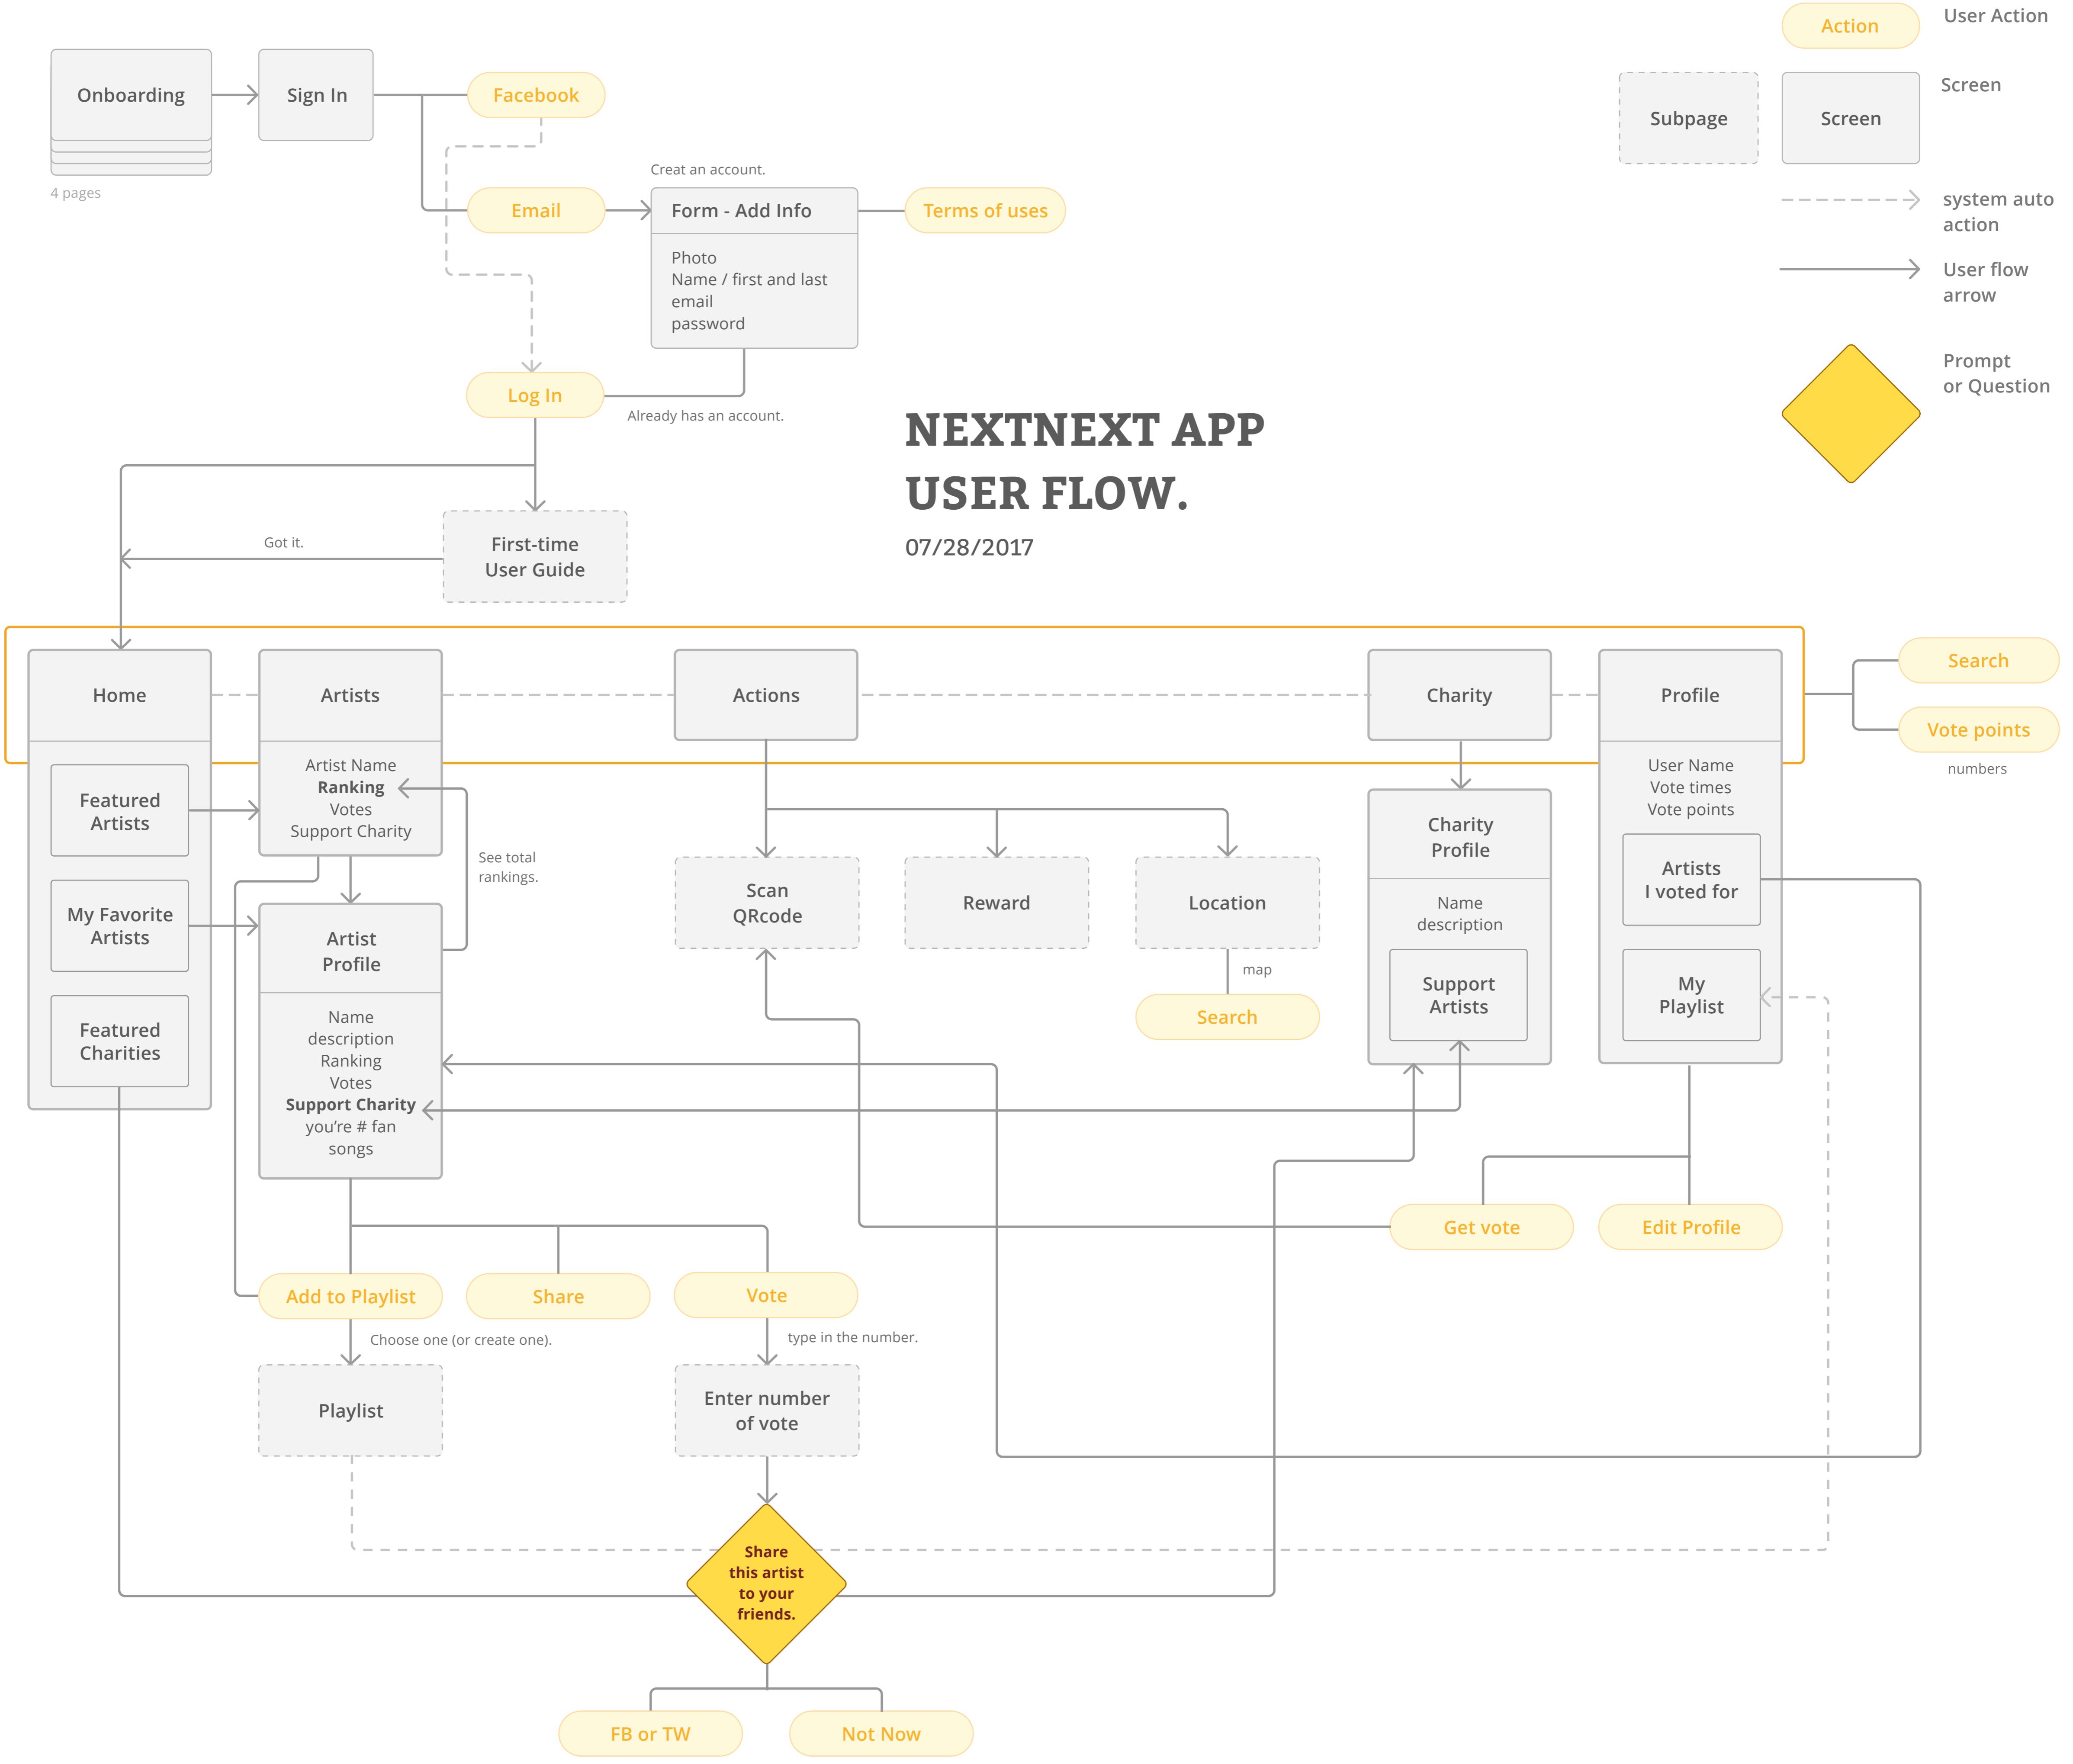 Action
User Action
Onboarding
4 pages
Sign In
Facebook
Subpage
Screen
Screen
Creat an account.
Email
Form - Add Info
Photo
Name / first and last
email
password
Terms of uses
system auto
action
User flow
arrow
Prompt
or Question
Log In
Already has an account.
NEXTNEXT APP
USER FLOW.
07/28/2017
Got it.
First-time
User Guide
Home
Artists
Actions
Charity
Profile
Search
Vote points
numbers
Featured
Artists
My Favorite
Artists
Featured
Charities
Artist Name
Ranking
Votes
Support Charity
See total
rankings.
Artist
Profile
Name
description
Ranking
Votes
Support Charity
you’re # fan
songs
Scan
QRcode
Reward
Location
map
Search
Charity
Profile
Name
description
Support
Artists
User Name
Vote times
Vote points
Artists
I voted for
My
Playlist
Get vote
Edit Profile
Add to Playlist
Share
Vote
Choose one (or create one).
type in the number.
Playlist
Enter number
of vote
Share
this artist
to your
friends.
FB or TW
Not Now